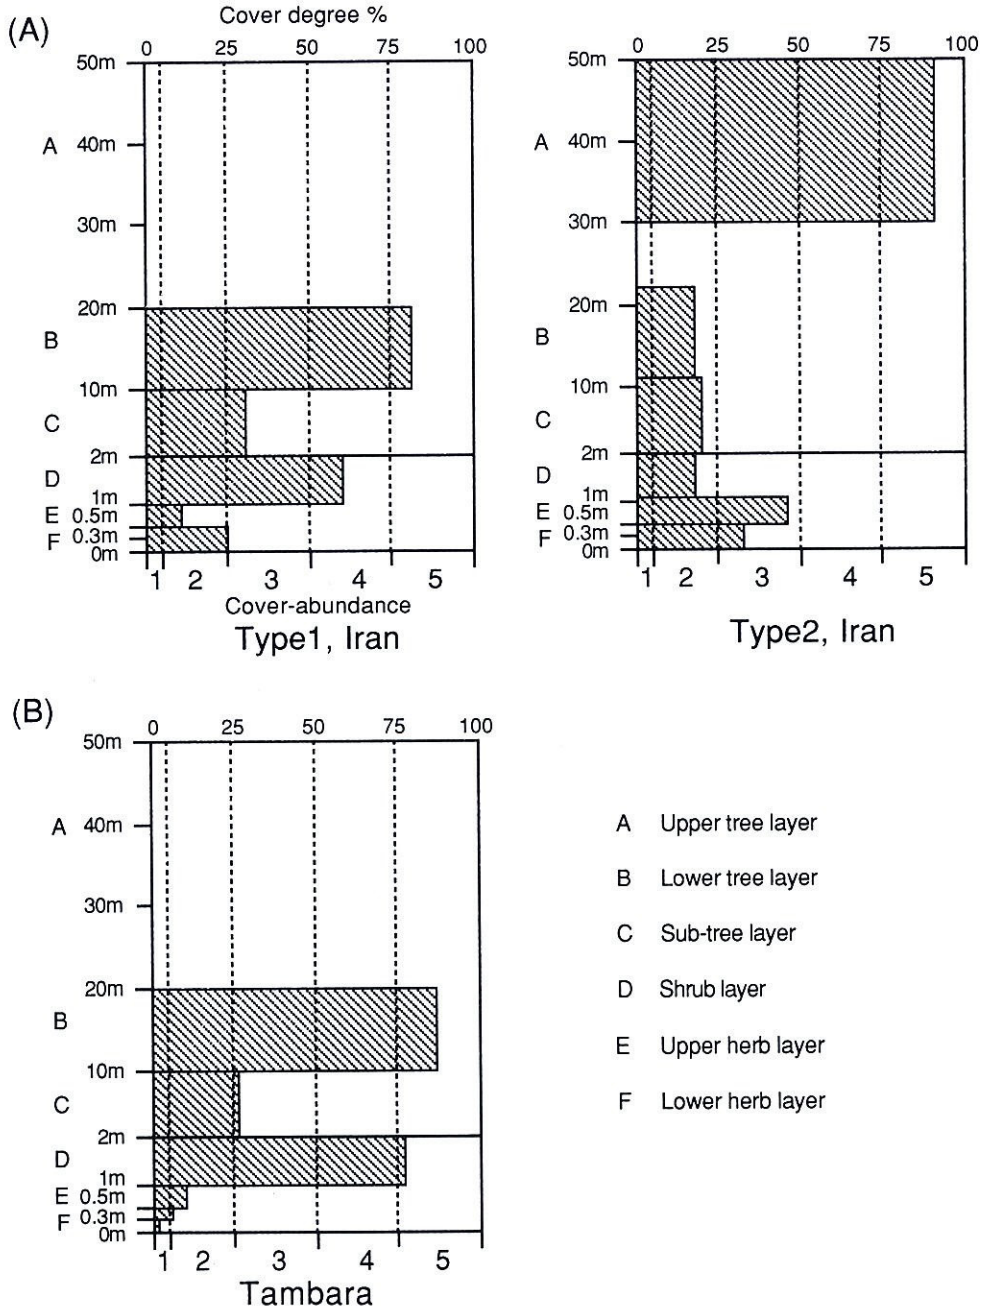 (A)
Cover degree %
0 25 50 75 100
50m
A 40m
30m
20m
B
10m
C
2m
D
1m
E 0.5m
F 0.3m
0m
1 2 3 4 5
Cover-abundance
Type1, Iran
0 25 50 75 100
50m
A 40m
30m
20m
B
10m
C
2m
D
1m
E 0.5m
F 0.3m
0m
1 2 3 4 5
Type2, Iran
(B)
0 25 50 75 100
50m
A 40m
30m
20m
B
10m
C
2m
D
1m
E 0.5m
F 0.3m
0m
1 2 3 4 5
Tambara
A Upper tree layer
B Lower tree layer
C Sub-tree layer
D Shrub layer
E Upper herb layer
F Lower herb layer